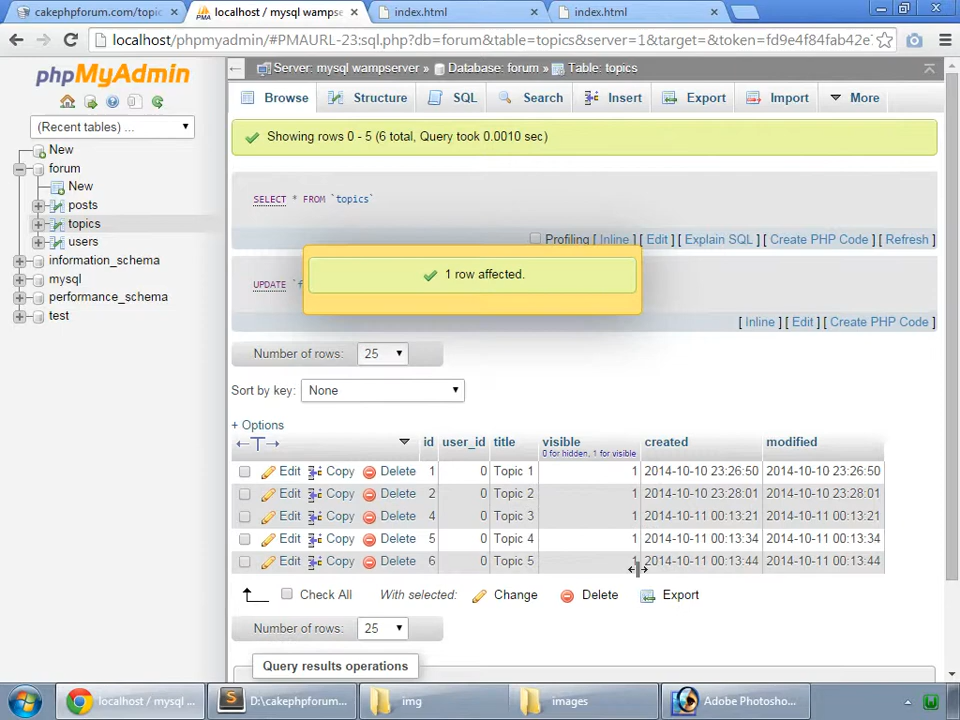 cakephpforum.com/topic
localhost / mysql wampse
index.html
index.html
localhost/phpmyadmin/#PMAURL-23:sql.php?db=forum&table=topics&server=1&target=&token=fd9e4f84fab42e
phpMyAdmin
(Recent tables) ...
New
forum
New
posts
topics
users
information_schema
mysql
performance_schema
test
Server: mysql wampserver » Database: forum » Table: topics
Browse Structure SQL Search Insert Export Import More
Showing rows 0 - 5 (6 total, Query took 0.0010 sec)
SELECT * FROM `topics`
Profiling [ Inline ] [ Edit ] [ Explain SQL ] [ Create PHP Code ] [ Refresh ]
1 row affected.
UPDATE `f
[ Inline ] [ Edit ] [ Create PHP Code ]
Number of rows: 25
Sort by key: None
+ Options
←T→ id user_id title visible created modified
0 for hidden, 1 for visible
Edit Copy Delete 1 0 Topic 1 1 2014-10-10 23:26:50 2014-10-10 23:26:50
Edit Copy Delete 2 0 Topic 2 1 2014-10-10 23:28:01 2014-10-10 23:28:01
Edit Copy Delete 4 0 Topic 3 1 2014-10-11 00:13:21 2014-10-11 00:13:21
Edit Copy Delete 5 0 Topic 4 1 2014-10-11 00:13:34 2014-10-11 00:13:34
Edit Copy Delete 6 0 Topic 5 1 2014-10-11 00:13:44 2014-10-11 00:13:44
Check All With selected: Change Delete Export
Number of rows: 25
Query results operations
localhost / mysql ... D:\cakephpforum... img images Adobe Photosho...